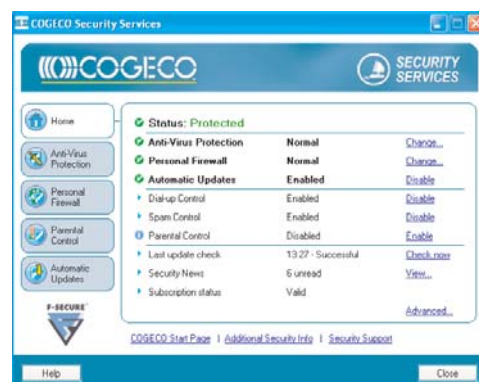 COGECO Security Services
COGECO
SECURITY
SERVICES
Home
Anti-Virus
Protection
Personal
Firewall
Parental
Control
Automatic
Updates
F-SECURE
Status: Protected
Anti-Virus Protection Normal Change...
Personal Firewall Normal Change...
Automatic Updates Enabled Disable
Dial-up Control Enabled Disable
Spam Control Enabled Disable
Parental Control Disabled Enable
Last update check 13:27 - Successful Check now
Security News 6 unread View...
Subscription status Valid
Advanced...
COGECO Start Page | Additional Security Info | Security Support
Help Close